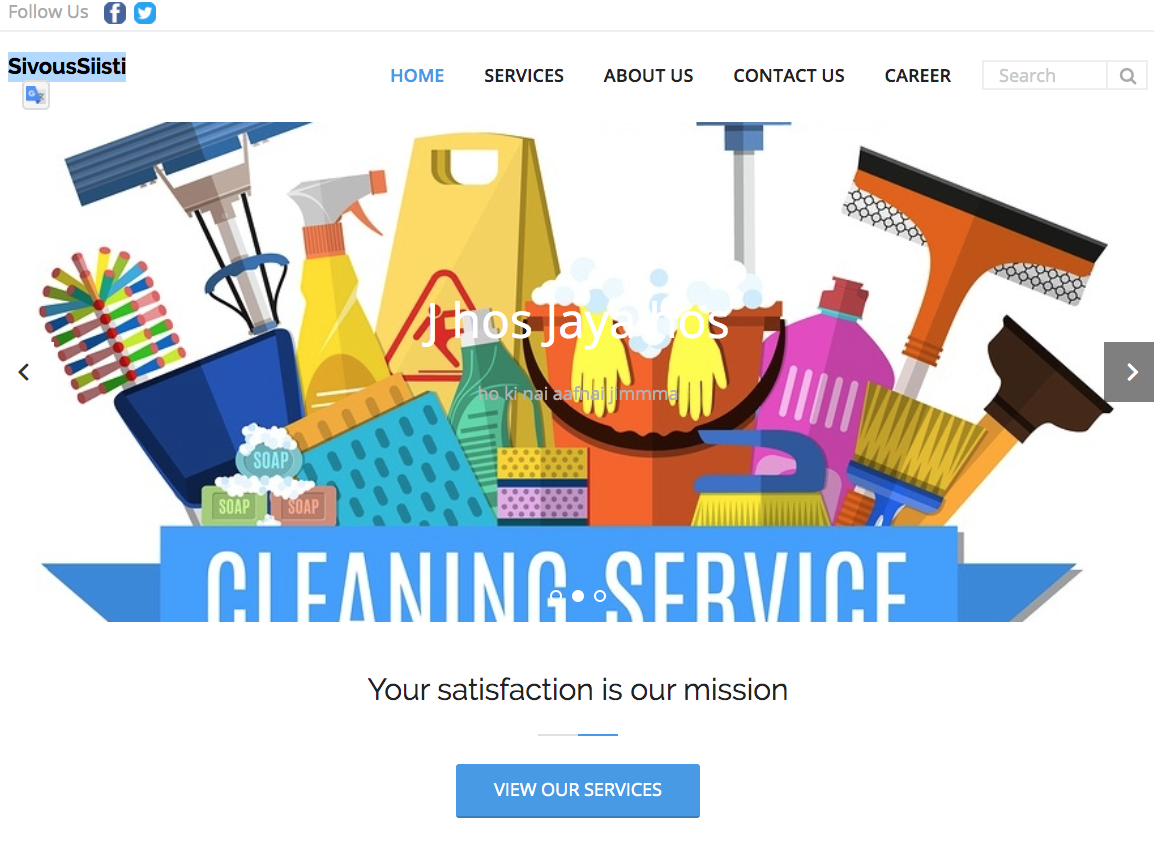 Follow Us
SivousSiisti
HOME SERVICES ABOUT US CONTACT US CAREER Search
J hos Jaya hos
ho ki nai aafnai jimmma
SOAP
SOAP SOAP
CLEANING SERVICE
Your satisfaction is our mission
VIEW OUR SERVICES